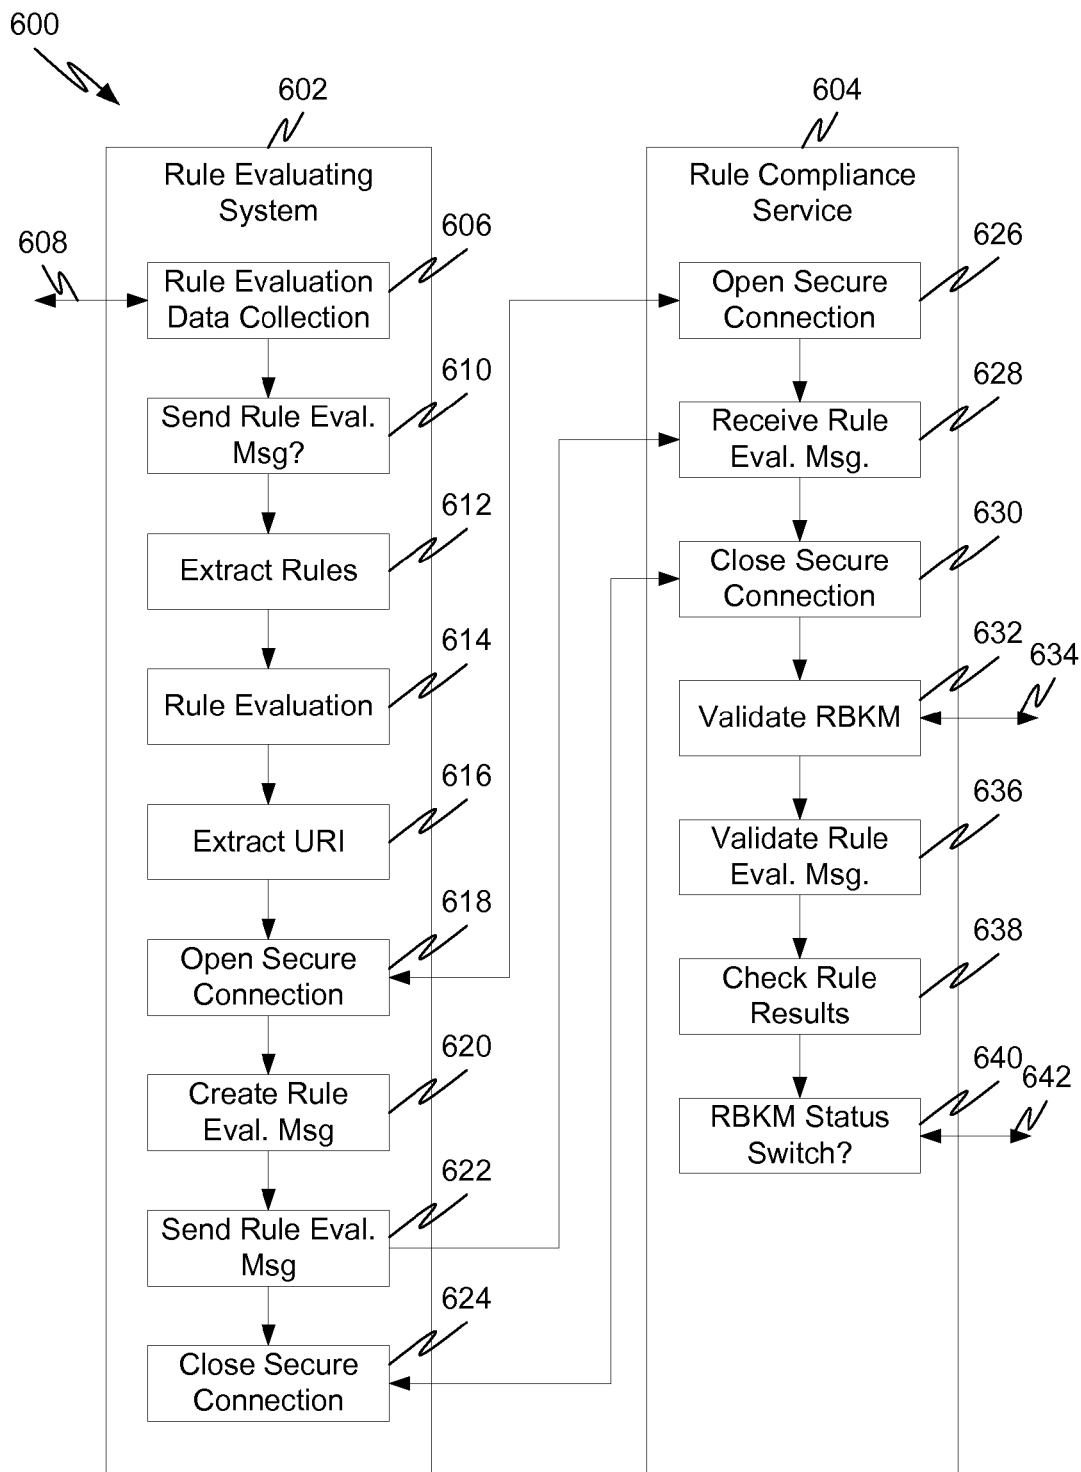 600
602
604
Rule Evaluating
System
Rule Compliance
Service
606
608
Rule Evaluation
Data Collection
610
Send Rule Eval.
Msg?
612
Extract Rules
614
Rule Evaluation
616
Extract URI
618
Open Secure
Connection
620
Create Rule
Eval. Msg
622
Send Rule Eval.
Msg
624
Close Secure
Connection
626
Open Secure
Connection
628
Receive Rule
Eval. Msg.
630
Close Secure
Connection
632
634
Validate RBKM
636
Validate Rule
Eval. Msg.
638
Check Rule
Results
640
642
RBKM Status
Switch?